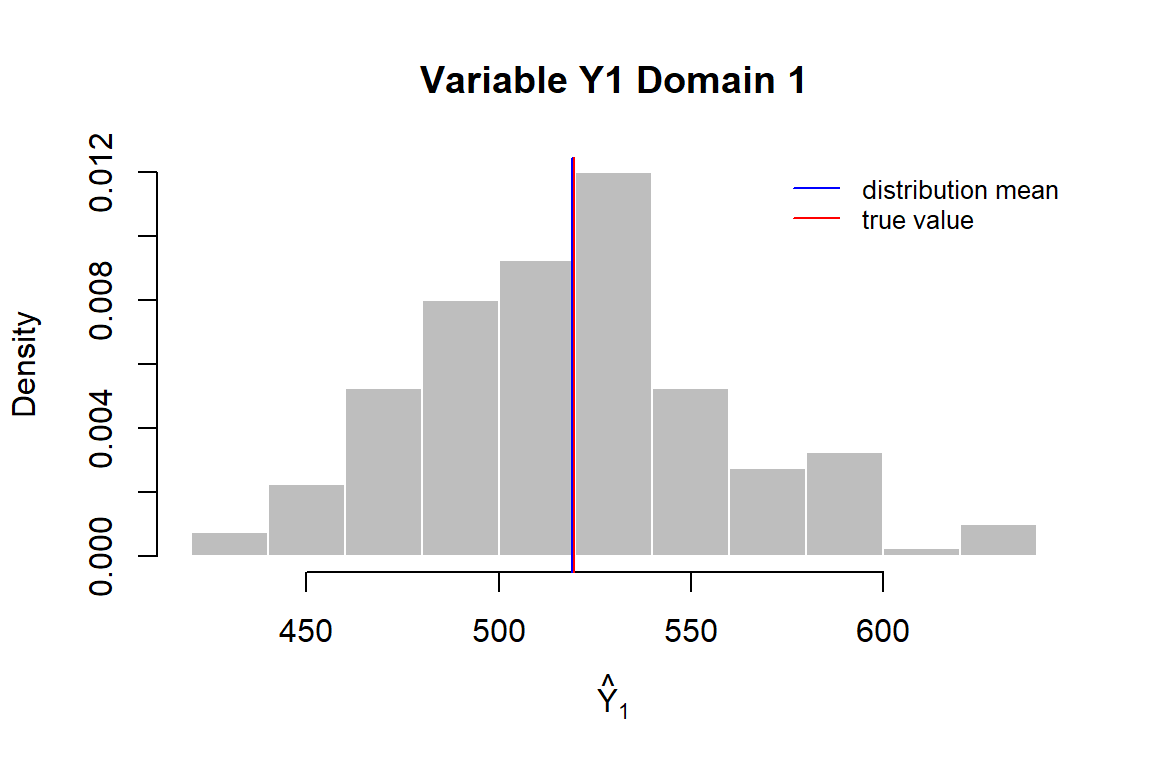 Variable Y1 Domain 1
distribution mean
true value
Density
0.012
0.008
0.004
0.000
450 500 550 600
Ŷ₁